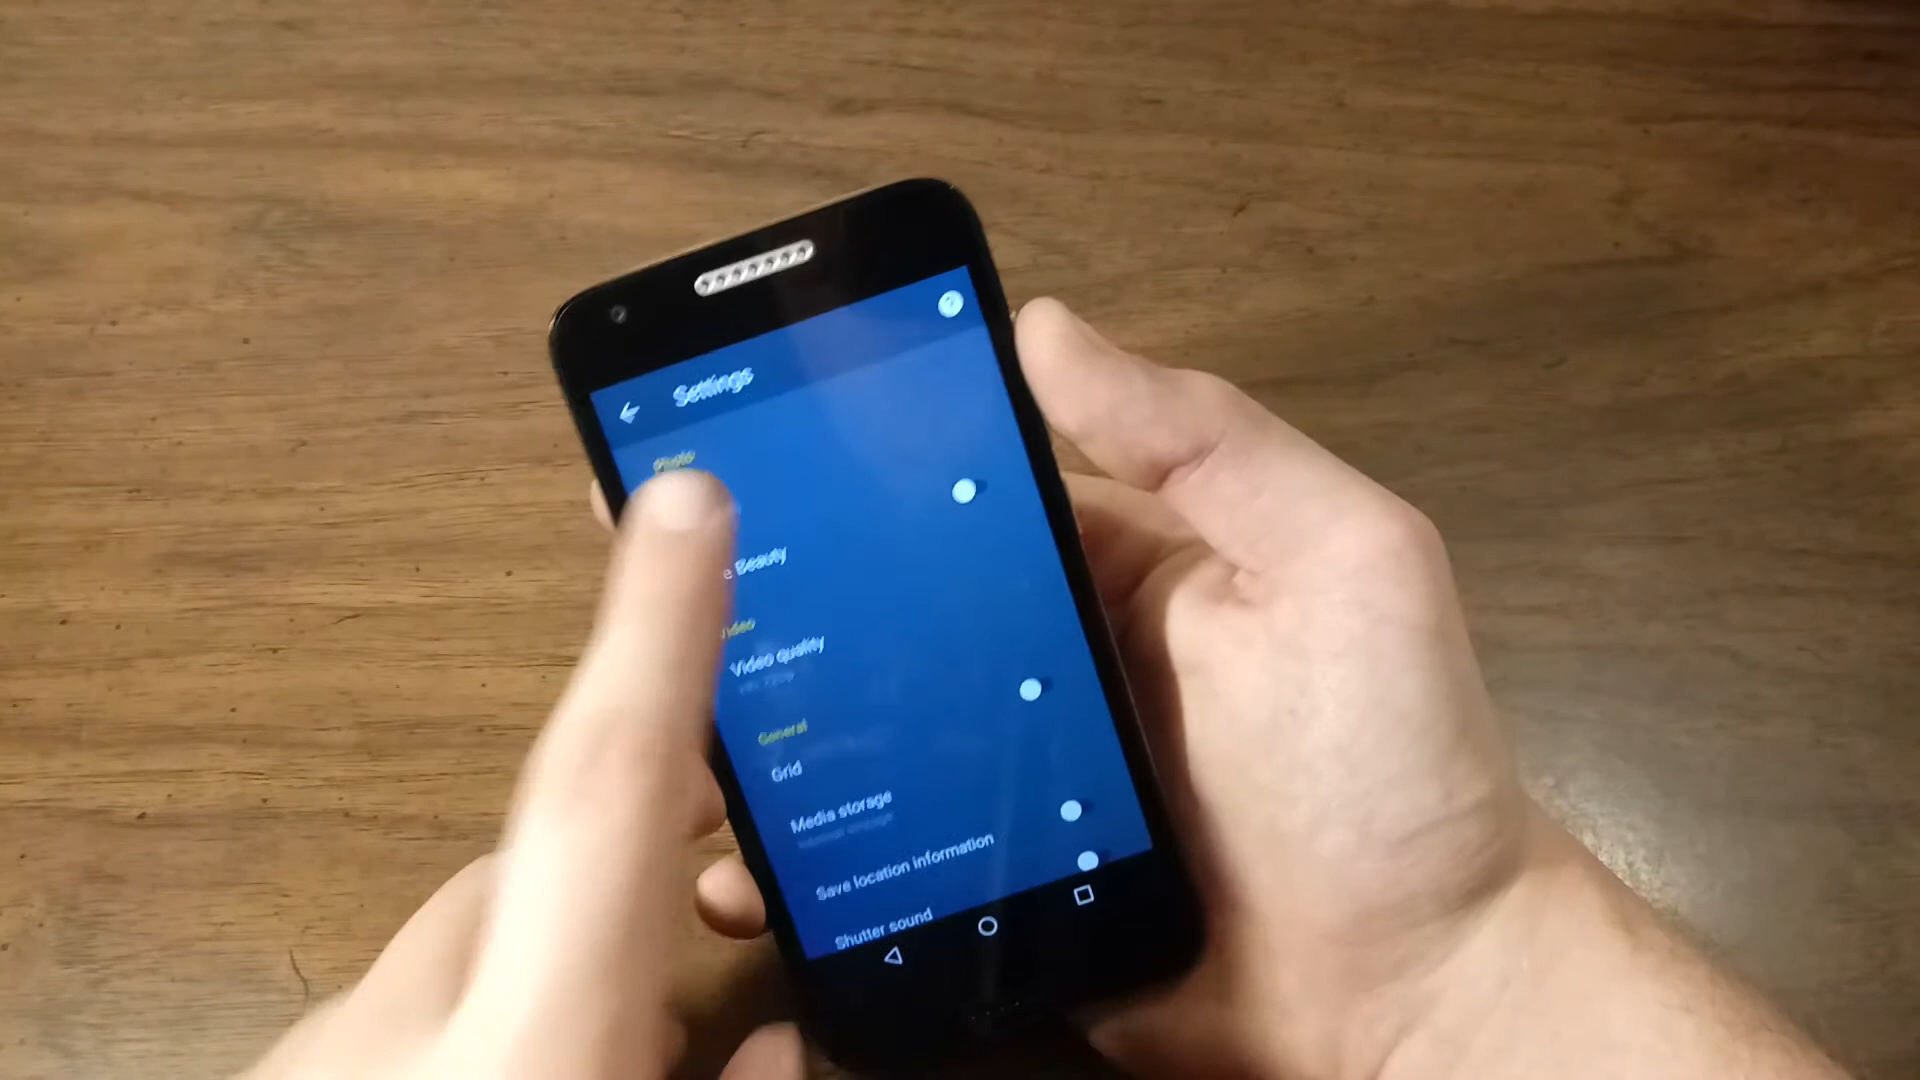 Settings
Photo
e Beauty
Video
Video quality
General
Grid
Media storage
Save location information
Shutter sound